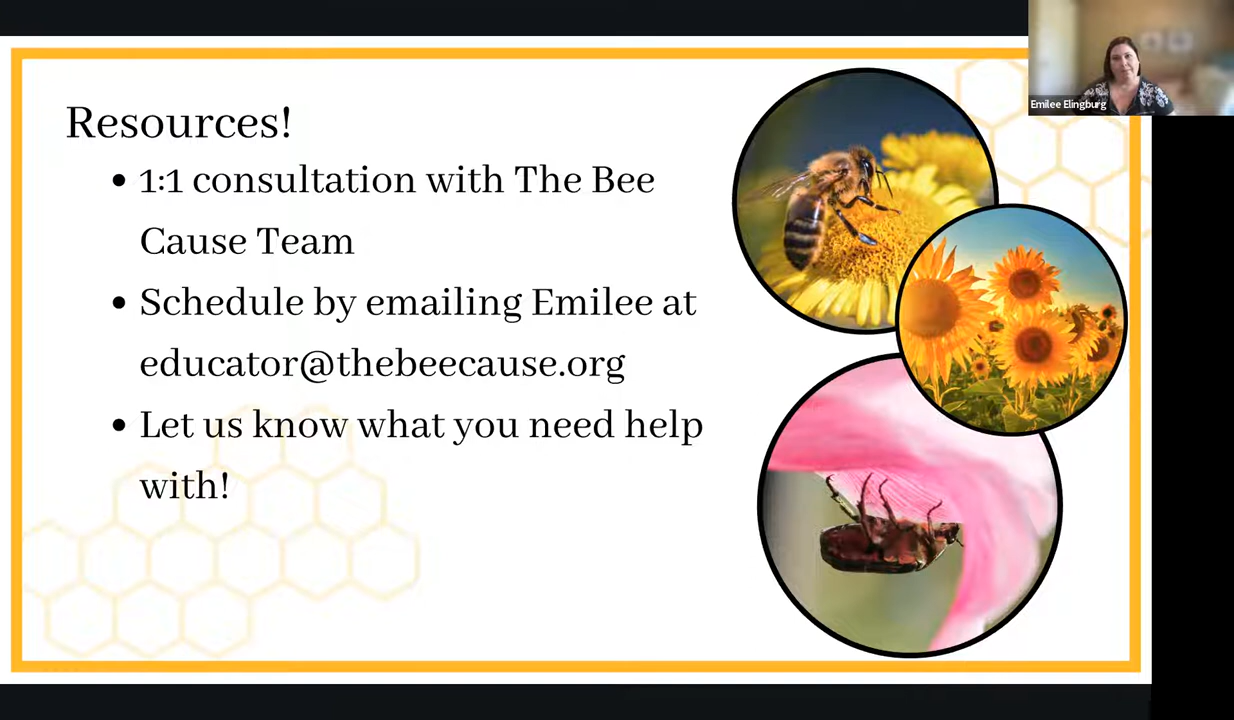 Emilee Elingburg
Resources!
• 1:1 consultation with The Bee
Cause Team
• Schedule by emailing Emilee at
educator@thebeecause.org
• Let us know what you need help
with!